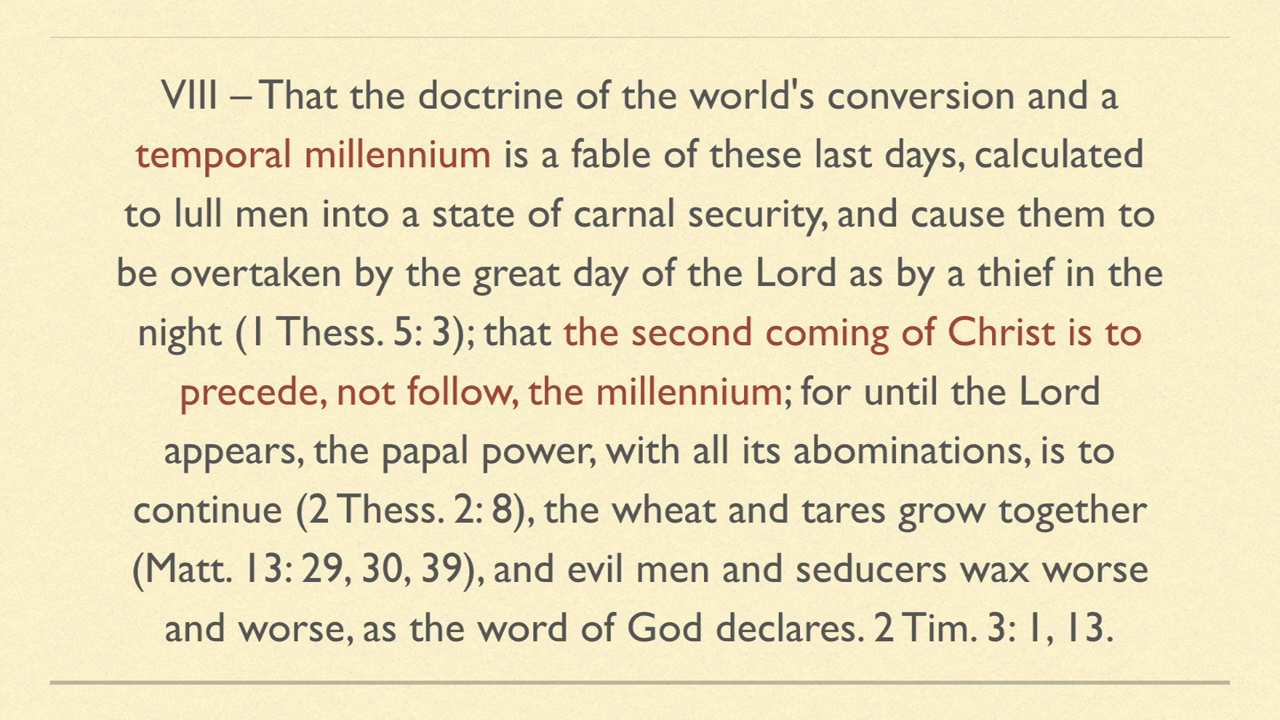 VIII – That the doctrine of the world's conversion and a
temporal millennium is a fable of these last days, calculated
to lull men into a state of carnal security, and cause them to
be overtaken by the great day of the Lord as by a thief in the
night (1 Thess. 5: 3); that the second coming of Christ is to
precede, not follow, the millennium; for until the Lord
appears, the papal power, with all its abominations, is to
continue (2 Thess. 2: 8), the wheat and tares grow together
(Matt. 13: 29, 30, 39), and evil men and seducers wax worse
and worse, as the word of God declares. 2 Tim. 3: 1, 13.